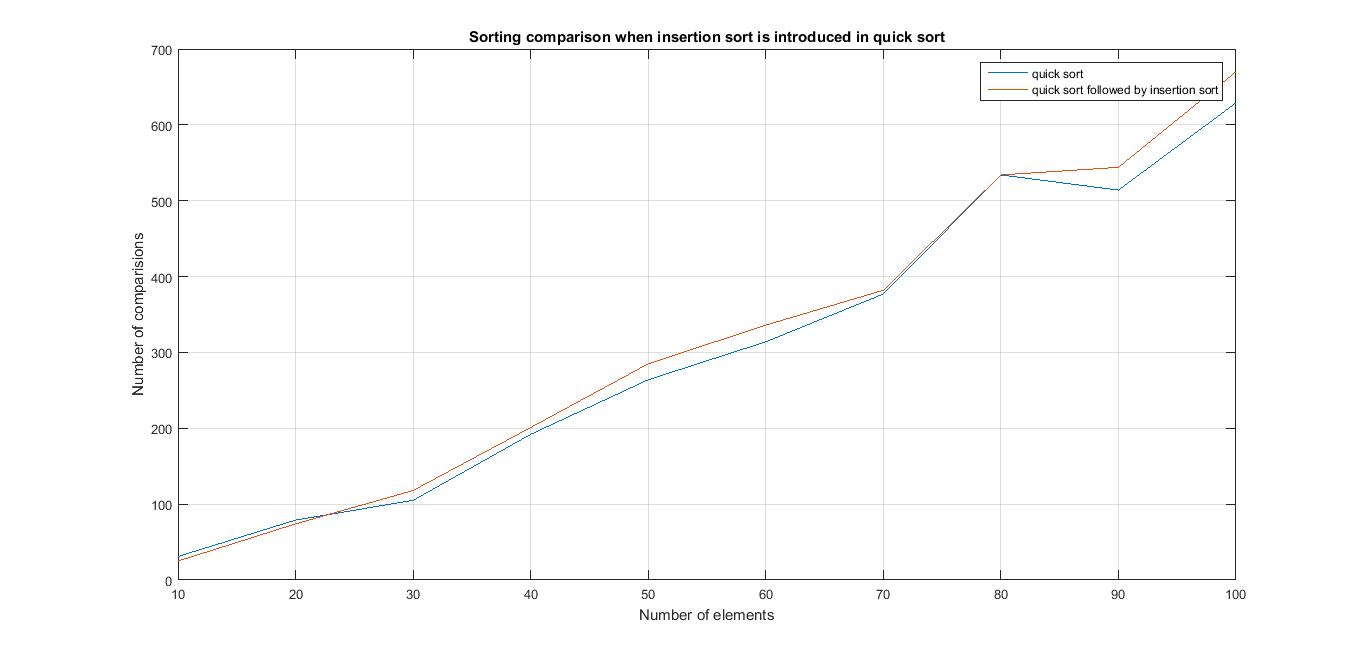 Sorting comparison when insertion sort is introduced in quick sort
700
600
500
400
300
200
100
0
Number of comparisions
quick sort
quick sort followed by insertion sort
10 20 30 40 50 60 70 80 90 100
Number of elements